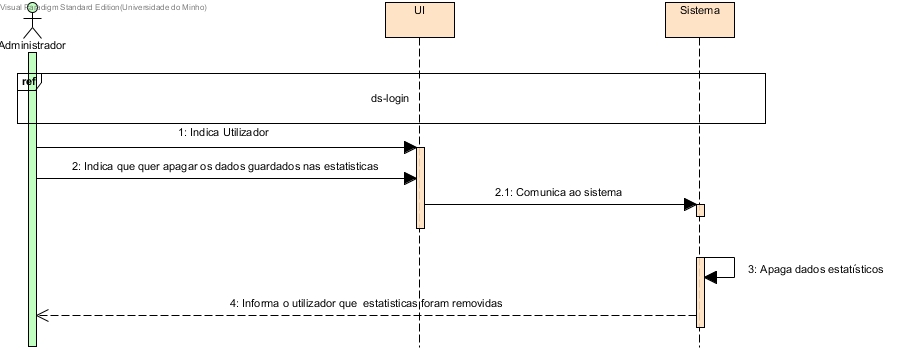 Visual Paradigm Standard Edition(Universidade do Minho)
UI
Sistema
Administrador
ref
ds-login
1: Indica Utilizador
2: Indica que quer apagar os dados guardados nas estatisticas
2.1: Comunica ao sistema
3: Apaga dados estatísticos
4: Informa o utilizador que estatisticas foram removidas